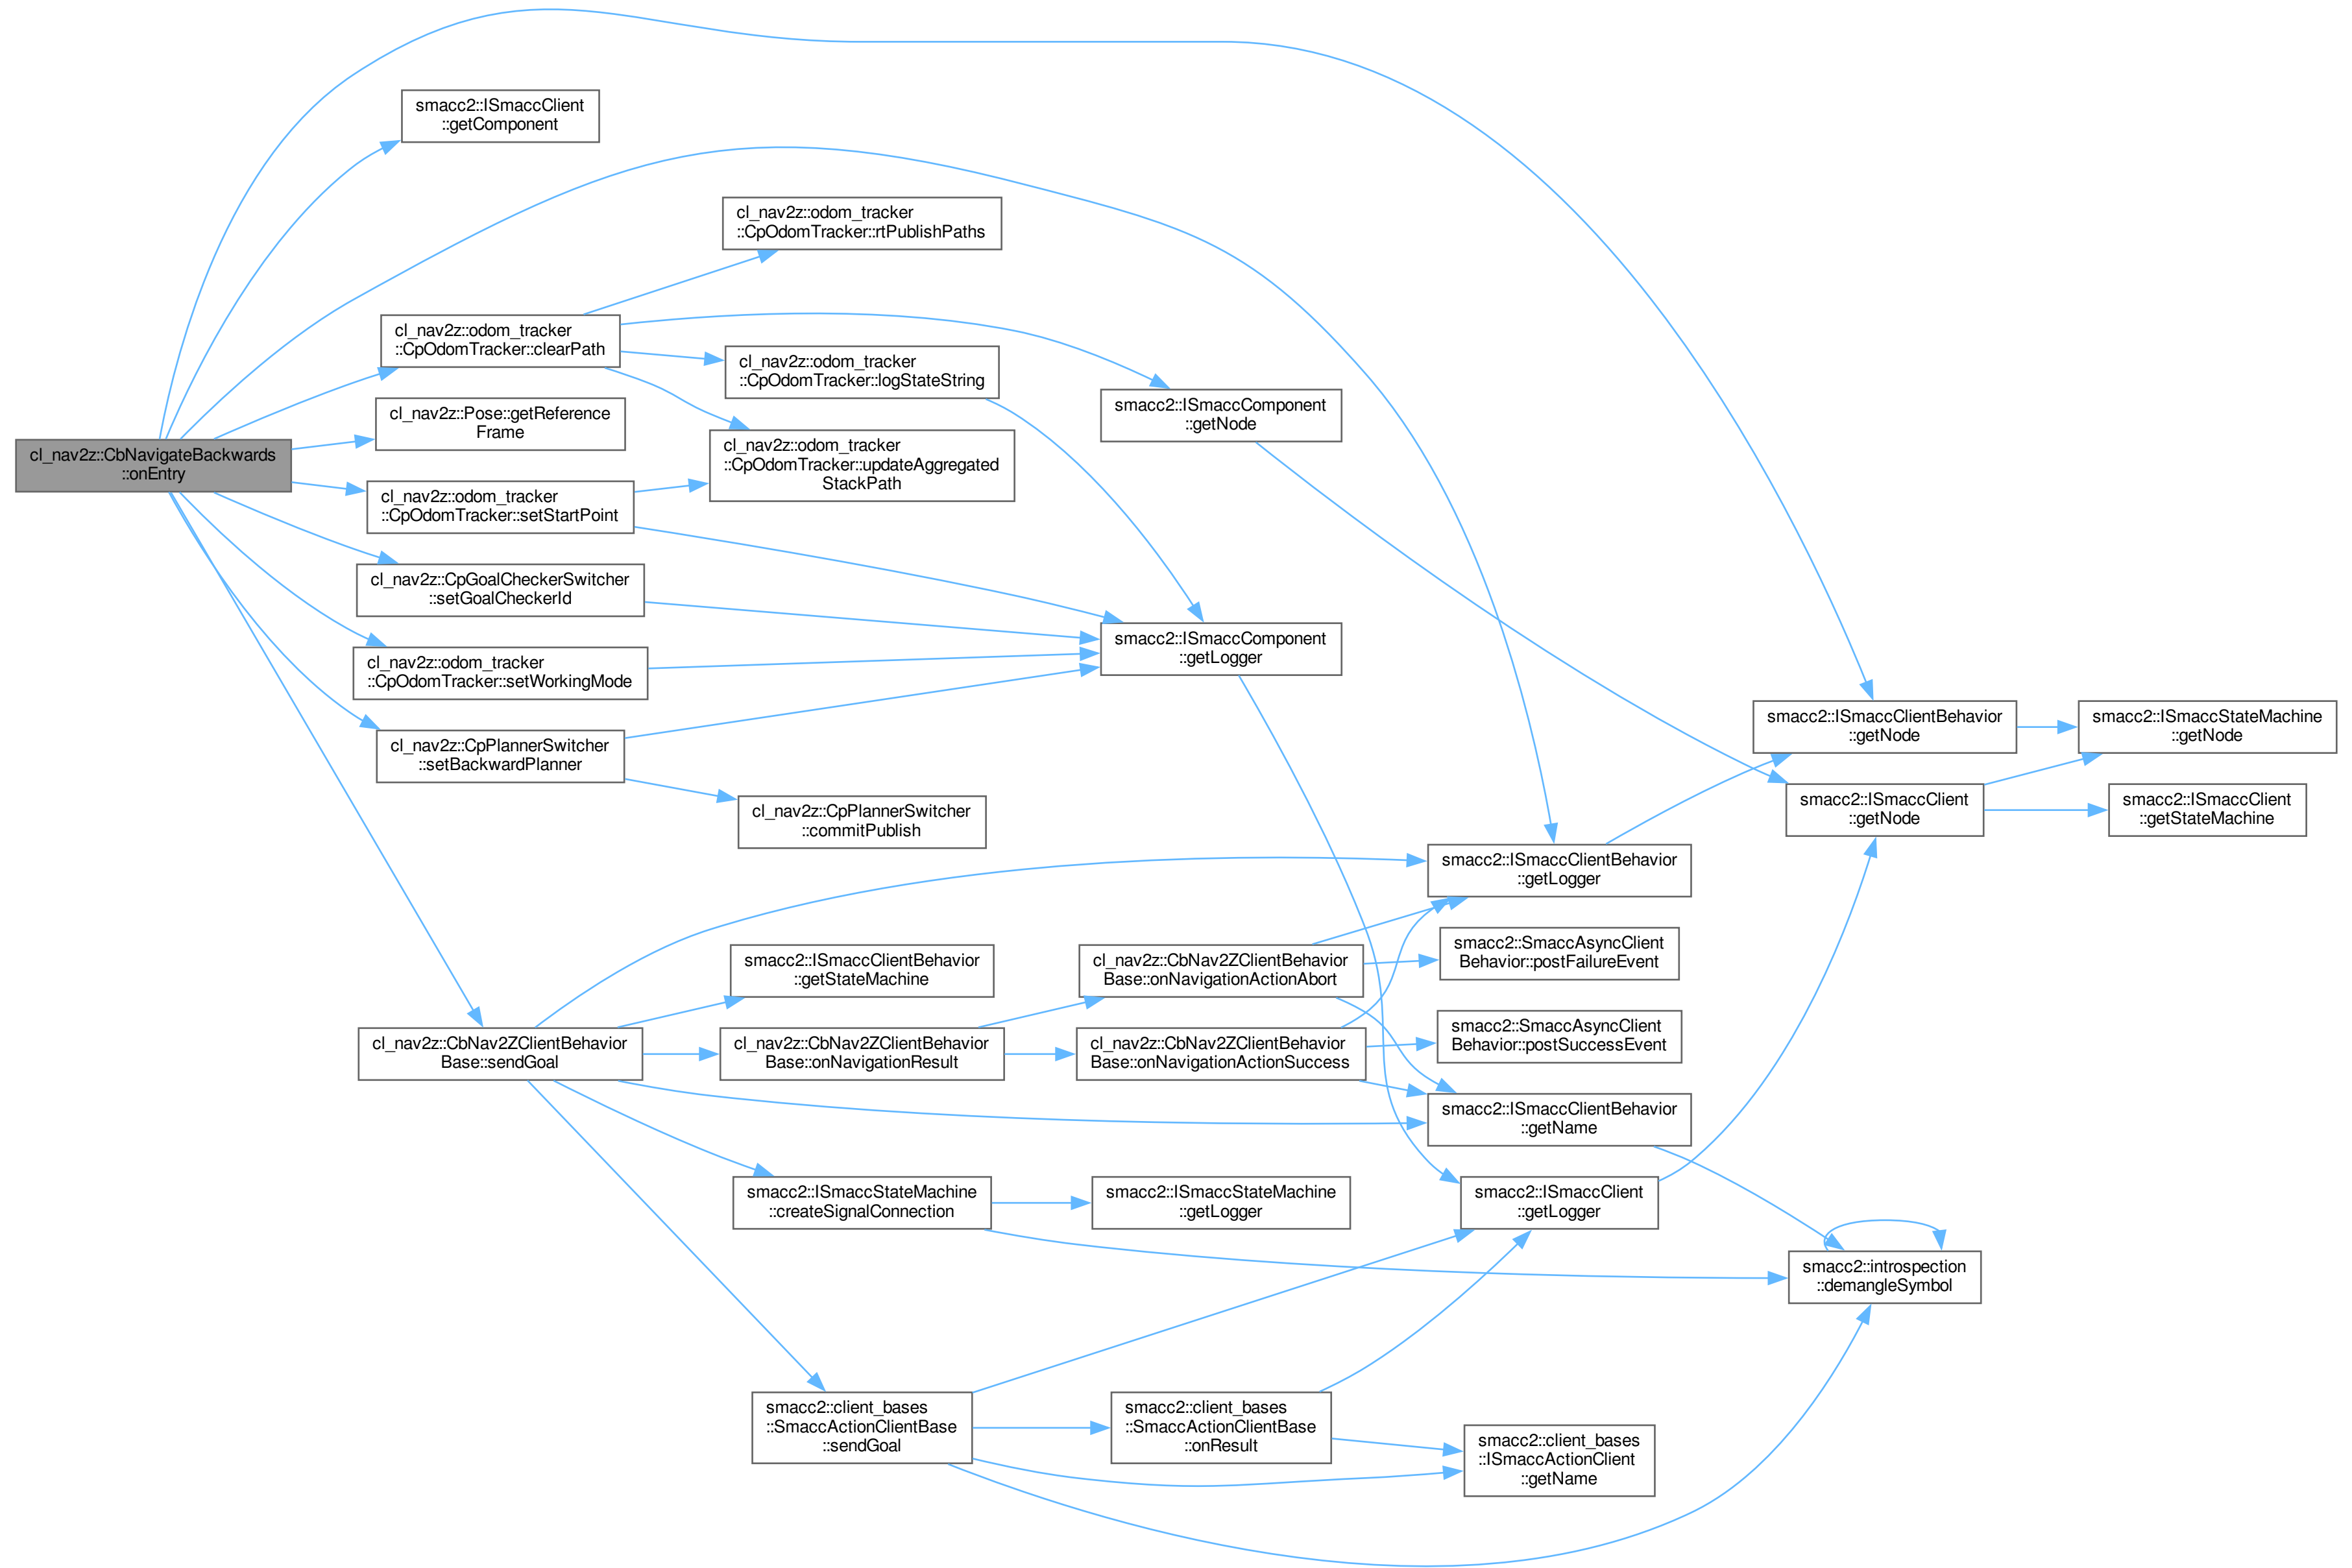 cl_nav2z::CbNavigateBackwards
::onEntry
smacc2::ISmaccClient
::getComponent
cl_nav2z::odom_tracker
::CpOdomTracker::clearPath
cl_nav2z::Pose::getReference
Frame
cl_nav2z::odom_tracker
::CpOdomTracker::setStartPoint
cl_nav2z::CpGoalCheckerSwitcher
::setGoalCheckerId
cl_nav2z::odom_tracker
::CpOdomTracker::setWorkingMode
cl_nav2z::CpPlannerSwitcher
::setBackwardPlanner
cl_nav2z::CbNav2ZClientBehavior
Base::sendGoal
cl_nav2z::odom_tracker
::CpOdomTracker::rtPublishPaths
cl_nav2z::odom_tracker
::CpOdomTracker::logStateString
cl_nav2z::odom_tracker
::CpOdomTracker::updateAggregated
StackPath
cl_nav2z::CpPlannerSwitcher
::commitPublish
smacc2::ISmaccClientBehavior
::getStateMachine
cl_nav2z::CbNav2ZClientBehavior
Base::onNavigationResult
smacc2::ISmaccStateMachine
::createSignalConnection
smacc2::client_bases
::SmaccActionClientBase
::sendGoal
smacc2::ISmaccComponent
::getNode
smacc2::ISmaccComponent
::getLogger
cl_nav2z::CbNav2ZClientBehavior
Base::onNavigationActionAbort
cl_nav2z::CbNav2ZClientBehavior
Base::onNavigationActionSuccess
smacc2::ISmaccStateMachine
::getLogger
smacc2::client_bases
::SmaccActionClientBase
::onResult
smacc2::ISmaccClientBehavior
::getLogger
smacc2::SmaccAsyncClient
Behavior::postFailureEvent
smacc2::SmaccAsyncClient
Behavior::postSuccessEvent
smacc2::ISmaccClientBehavior
::getName
smacc2::ISmaccClient
::getLogger
smacc2::client_bases
::ISmaccActionClient
::getName
smacc2::ISmaccClientBehavior
::getNode
smacc2::ISmaccClient
::getNode
smacc2::introspection
::demangleSymbol
smacc2::ISmaccStateMachine
::getNode
smacc2::ISmaccClient
::getStateMachine